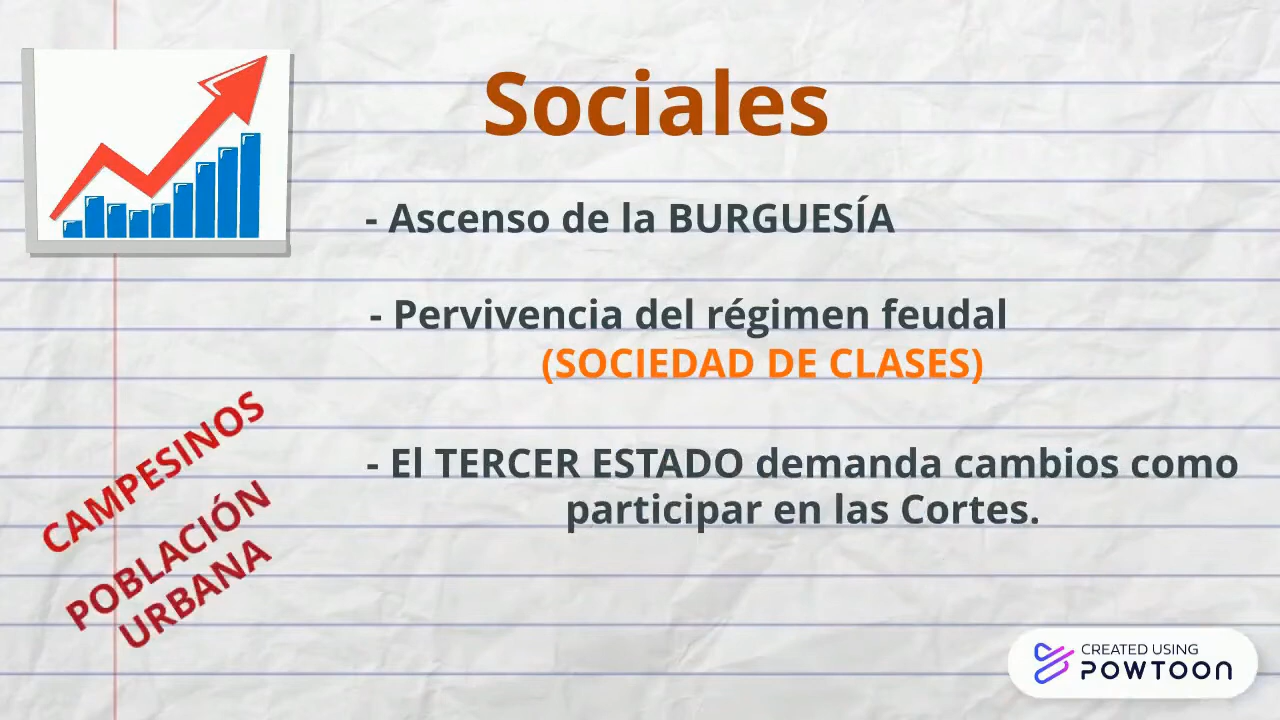 Sociales
- Ascenso de la BURGUESÍA
- Pervivencia del régimen feudal
(SOCIEDAD DE CLASES)
- El TERCER ESTADO demanda cambios como
participar en las Cortes.
CAMPESINOS
POBLACIÓN
URBANA
CREATED USING
POWTOON